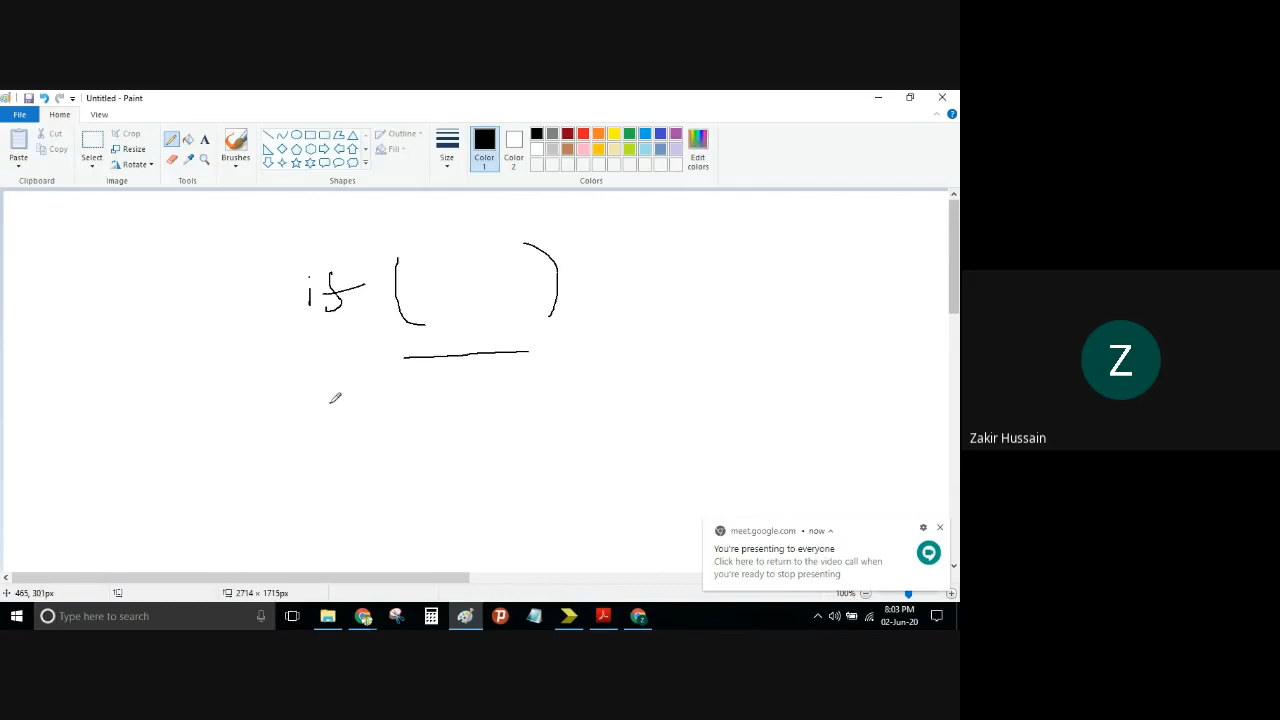 Untitled - Paint
File Home View
Cut
Copy
Paste
Clipboard
Select
Crop
Resize
Rotate
Image
Tools
Brushes
Shapes
Outline
Fill
Size
Color 1
Color 2
Edit colors
Colors
if ( )
Z
Zakir Hussain
meet.google.com • now
You're presenting to everyone
Click here to return to the video call when
you're ready to stop presenting
465, 301px
2714 × 1715px
100%
Type here to search
8:03 PM
02-Jun-20